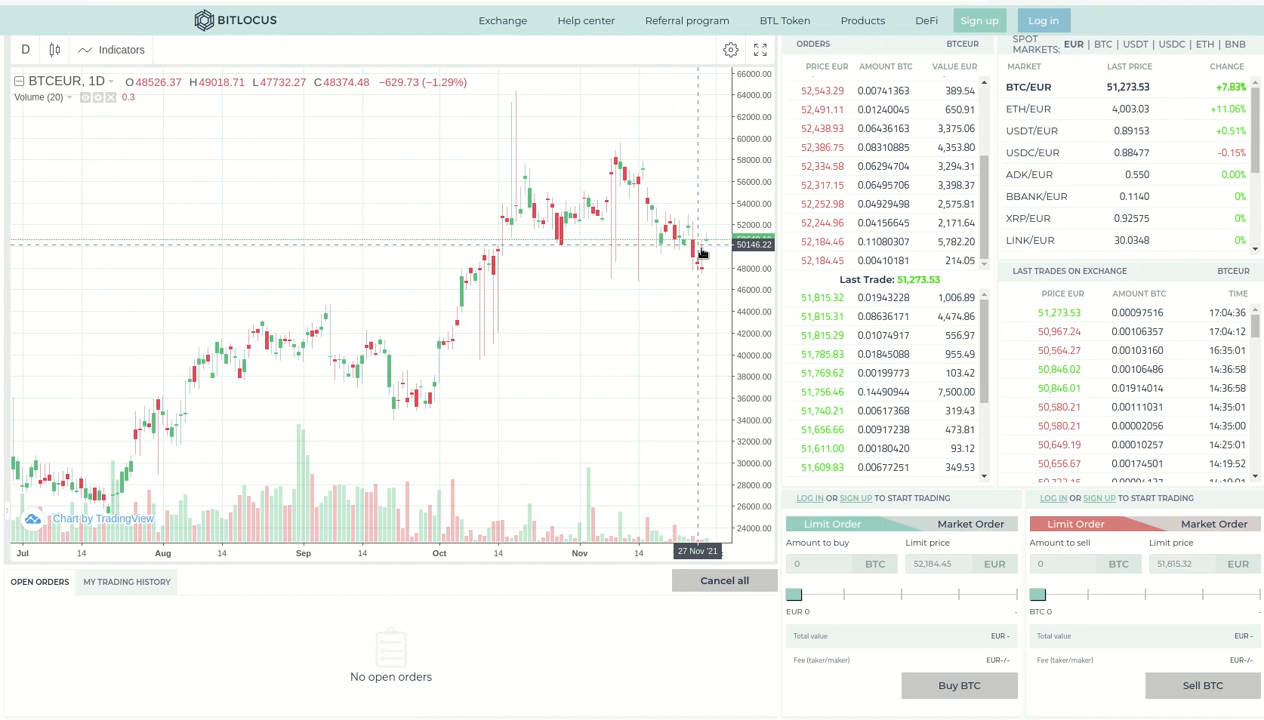 BITLOCUS
Exchange Help center Referral program BTL Token Products DeFi Sign up Log in
D Indicators
BTCEUR, 1D O48526.37 H49018.71 L47732.27 C48374.48 −629.73 (−1.29%)
Volume (20) 0.3
66000.00
64000.00
62000.00
60000.00
58000.00
56000.00
54000.00
52000.00
50146.22
48000.00
46000.00
44000.00
42000.00
40000.00
38000.00
36000.00
34000.00
32000.00
30000.00
28000.00
26000.00
24000.00
Chart by TradingView
Jul 14 Aug 14 Sep 14 Oct 14 Nov 14 27 Nov '21
ORDERS BTCEUR
PRICE EUR AMOUNT BTC VALUE EUR
52,543.29 0.00741363 389.54
52,491.11 0.01240045 650.91
52,438.93 0.06436163 3,375.06
52,386.75 0.08310885 4,353.80
52,334.58 0.06294704 3,294.31
52,317.15 0.06495706 3,398.37
52,252.98 0.04929498 2,575.81
52,244.96 0.04156645 2,171.64
52,184.46 0.11080307 5,782.20
52,184.45 0.00410181 214.05
Last Trade: 51,273.53
51,815.32 0.01943228 1,006.89
51,815.31 0.08636171 4,474.86
51,815.29 0.01074917 556.97
51,785.83 0.01845088 955.49
51,769.62 0.00199773 103.42
51,756.46 0.14490944 7,500.00
51,740.21 0.00617368 319.43
51,656.66 0.00917238 473.81
51,611.00 0.00180420 93.12
51,609.83 0.00677251 349.53
SPOT MARKETS: EUR | BTC | USDT | USDC | ETH | BNB
MARKET LAST PRICE CHANGE
BTC/EUR 51,273.53 +7.83%
ETH/EUR 4,003.03 +11.06%
USDT/EUR 0.89153 +0.51%
USDC/EUR 0.88477 -0.15%
ADK/EUR 0.550 0.00%
BBANK/EUR 0.1140 0%
XRP/EUR 0.92575 0%
LINK/EUR 30.0348 0%
LAST TRADES ON EXCHANGE BTCEUR
PRICE EUR AMOUNT BTC TIME
51,273.53 0.00097516 17:04:36
50,967.24 0.00106357 17:04:12
50,564.27 0.00103160 16:35:01
50,846.02 0.00106486 14:36:58
50,846.01 0.01914014 14:36:58
50,580.21 0.00111031 14:35:01
50,580.21 0.00002056 14:35:00
50,649.19 0.00010257 14:25:01
50,656.67 0.00174501 14:19:52
LOG IN OR SIGN UP TO START TRADING
Limit Order Market Order
Amount to buy Limit price
0 BTC 52,184.45 EUR
EUR 0 -
Total value EUR -
Fee (taker/maker) EUR-/-
Buy BTC
LOG IN OR SIGN UP TO START TRADING
Limit Order Market Order
Amount to sell Limit price
0 BTC 51,815.32 EUR
BTC 0 -
Total value EUR -
Fee (taker/maker) EUR-/-
Sell BTC
OPEN ORDERS MY TRADING HISTORY Cancel all
No open orders